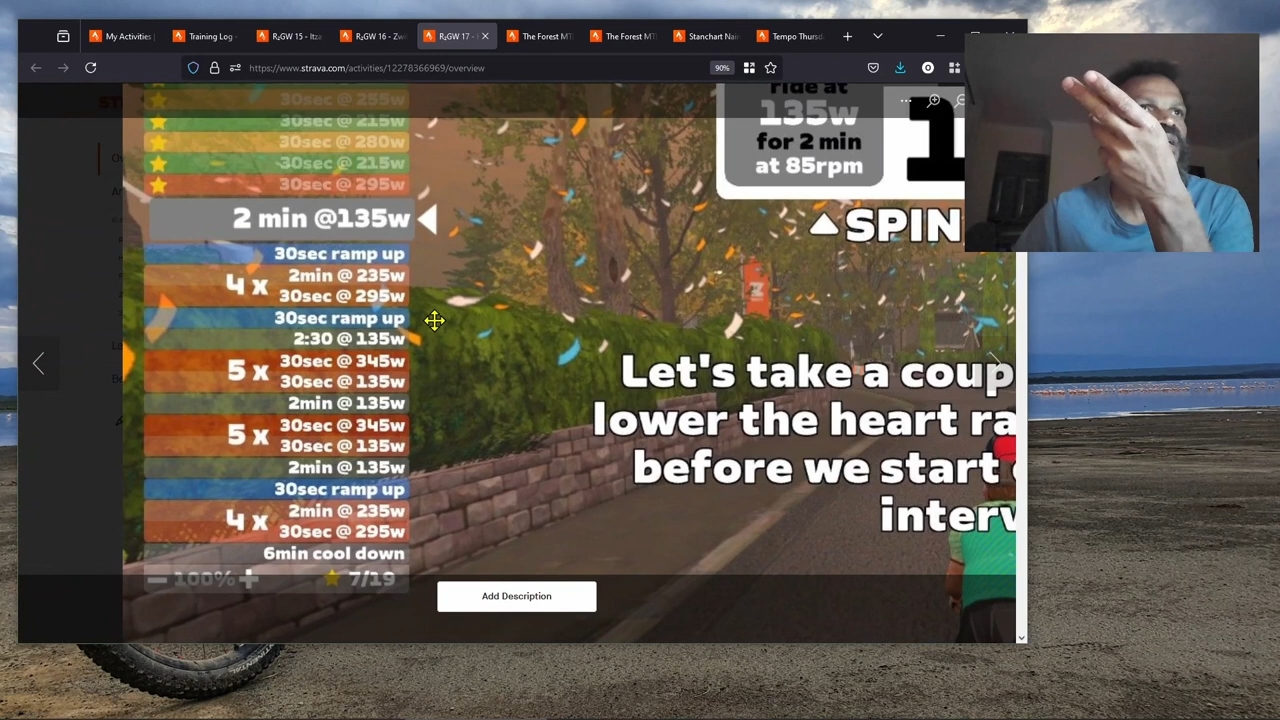 My Activities
Training Log -
R₂GW 15 - Itza
R₂GW 16 - Zwi
R₂GW 17 -
The Forest MT
The Forest MT
Stanchart Nair
Tempo Thursd
https://www.strava.com/activities/12278366969/overview
90%
30sec @ 255w
30sec @ 215w
30sec @ 280w
30sec @ 215w
30sec @ 295w
2 min @135w
30sec ramp up
4 x
2min @ 235w
30sec @ 295w
30sec ramp up
2:30 @ 135w
5 x
30sec @ 345w
30sec @ 135w
2min @ 135w
5 x
30sec @ 345w
30sec @ 135w
2min @ 135w
30sec ramp up
4 x
2min @ 235w
30sec @ 295w
6min cool down
100%
7/19
ride at
135w
for 2 min
at 85rpm
1
SPIN
Let's take a coup
lower the heart ra
before we start
interv
Add Description